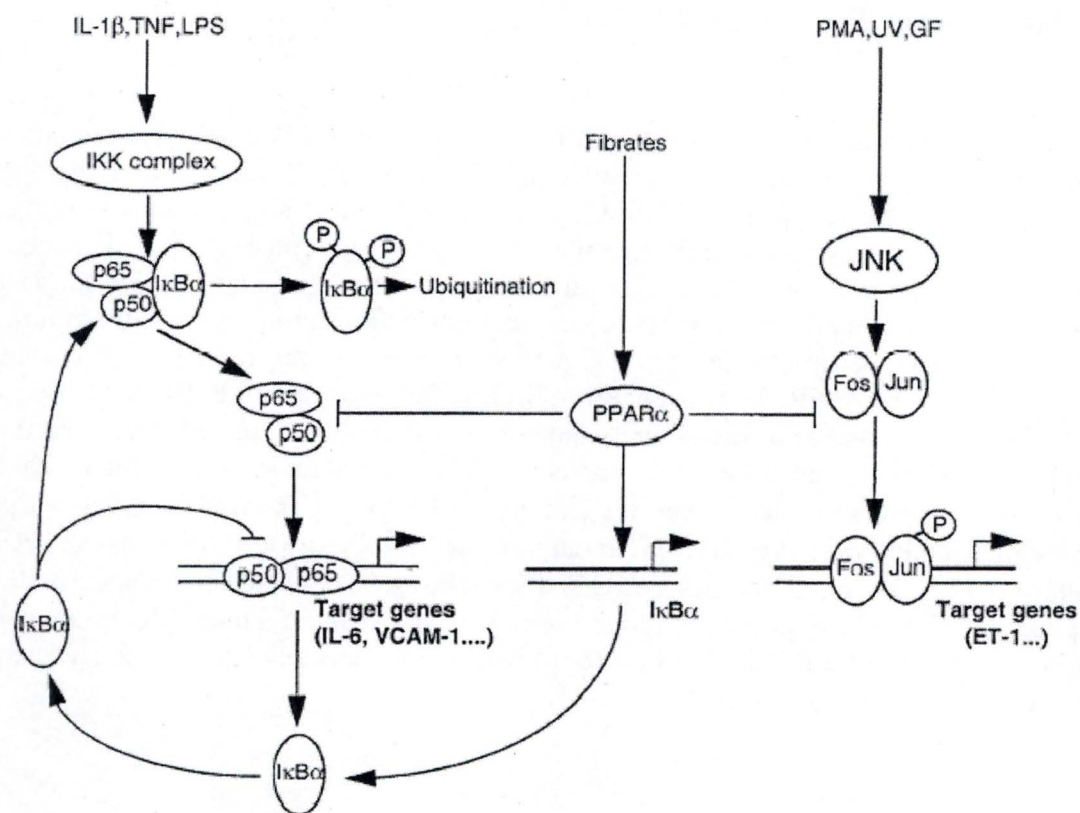 IL-1β,TNF,LPS
PMA,UV,GF
Fibrates
IKK complex
JNK
p65
p50
IκBα
P
P
IκBα
Ubiquitination
Fos
Jun
p65
p50
PPARα
P
p50
p65
Fos
Jun
IκBα
Target genes
(IL-6, VCAM-1....)
IκBα
Target genes
(ET-1...)
IκBα